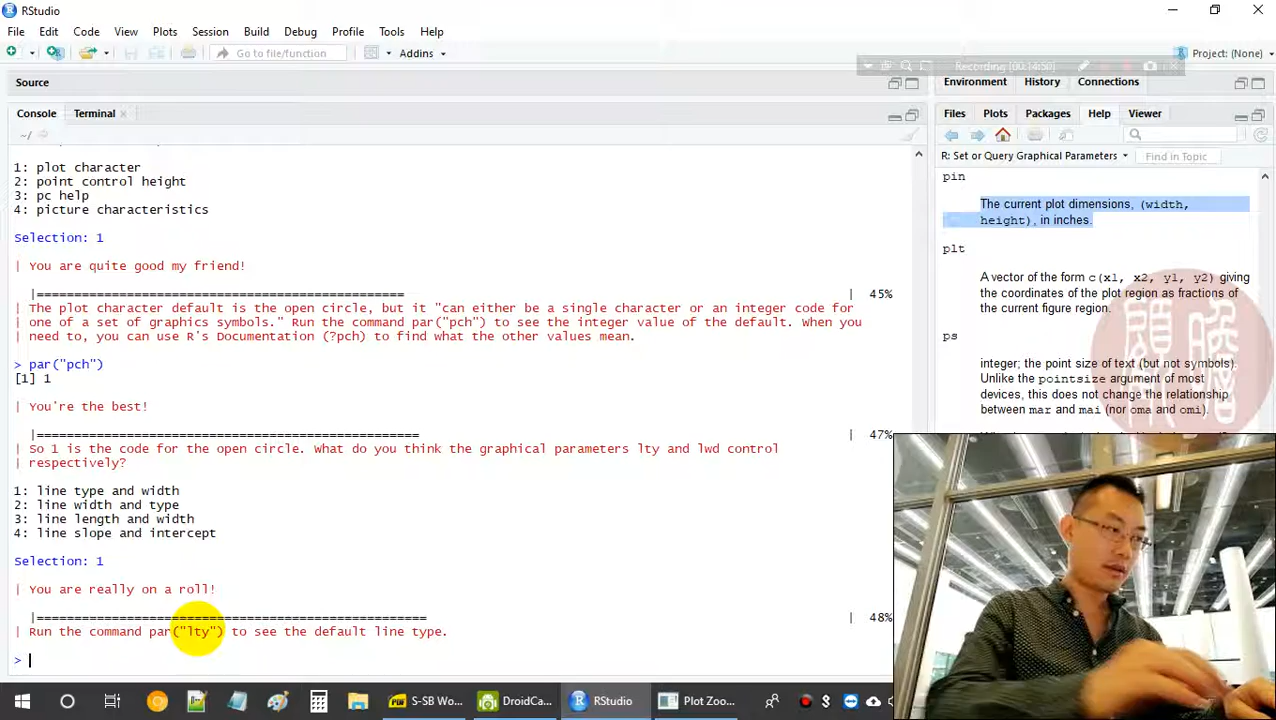 RStudio
File Edit Code View Plots Session Build Debug Profile Tools Help
Go to file/function
Addins
Project: (None)
Recording [00:14:50]
Source
Console Terminal
~/
1: plot character
2: point control height
3: pc help
4: picture characteristics
Selection: 1
| You are quite good my friend!
|================================================= | 45%
| The plot character default is the open circle, but it "can either be a single character or an integer code for
| one of a set of graphics symbols." Run the command par("pch") to see the integer value of the default. When you
| need to, you can use R's Documentation (?pch) to find what the other values mean.
> par("pch")
[1] 1
| You're the best!
|=================================================== | 47%
| So 1 is the code for the open circle. What do you think the graphical parameters lty and lwd control
| respectively?
1: line type and width
2: line width and type
3: line length and width
4: line slope and intercept
Selection: 1
| You are really on a roll!
|==================================================== | 48%
| Run the command par("lty") to see the default line type.
>
Environment History Connections
Files Plots Packages Help Viewer
R: Set or Query Graphical Parameters
Find in Topic
pin
The current plot dimensions, (width,
height), in inches.
plt
A vector of the form c(x1, x2, y1, y2) giving
the coordinates of the plot region as fractions of
the current figure region.
ps
integer; the point size of text (but not symbols).
Unlike the pointsize argument of most
devices, this does not change the relationship
between mar and mai (nor oma and omi).
S-SB Wo...
DroidCa...
RStudio
Plot Zoo...